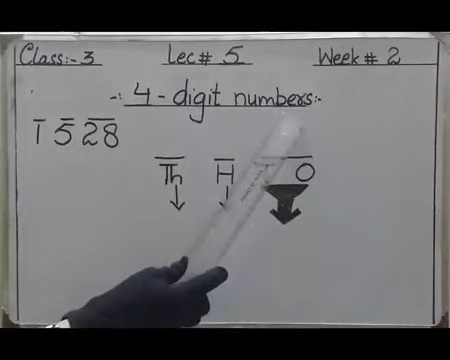 Class:- 3 Lec# 5 Week # 2
-: 4 - digit numbers:-
1528
Th H T O